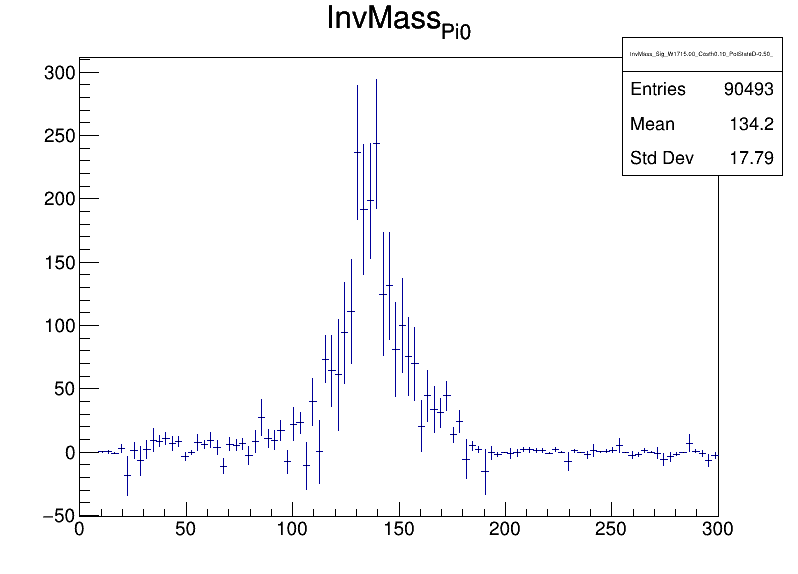 InvMass_Pi0
InvMass_Sig_W1715.00_Costh0.10_PolStateD-0.50_
Entries 90493
Mean 134.2
Std Dev 17.79
300
250
200
150
100
50
0
−50
0 50 100 150 200 250 300